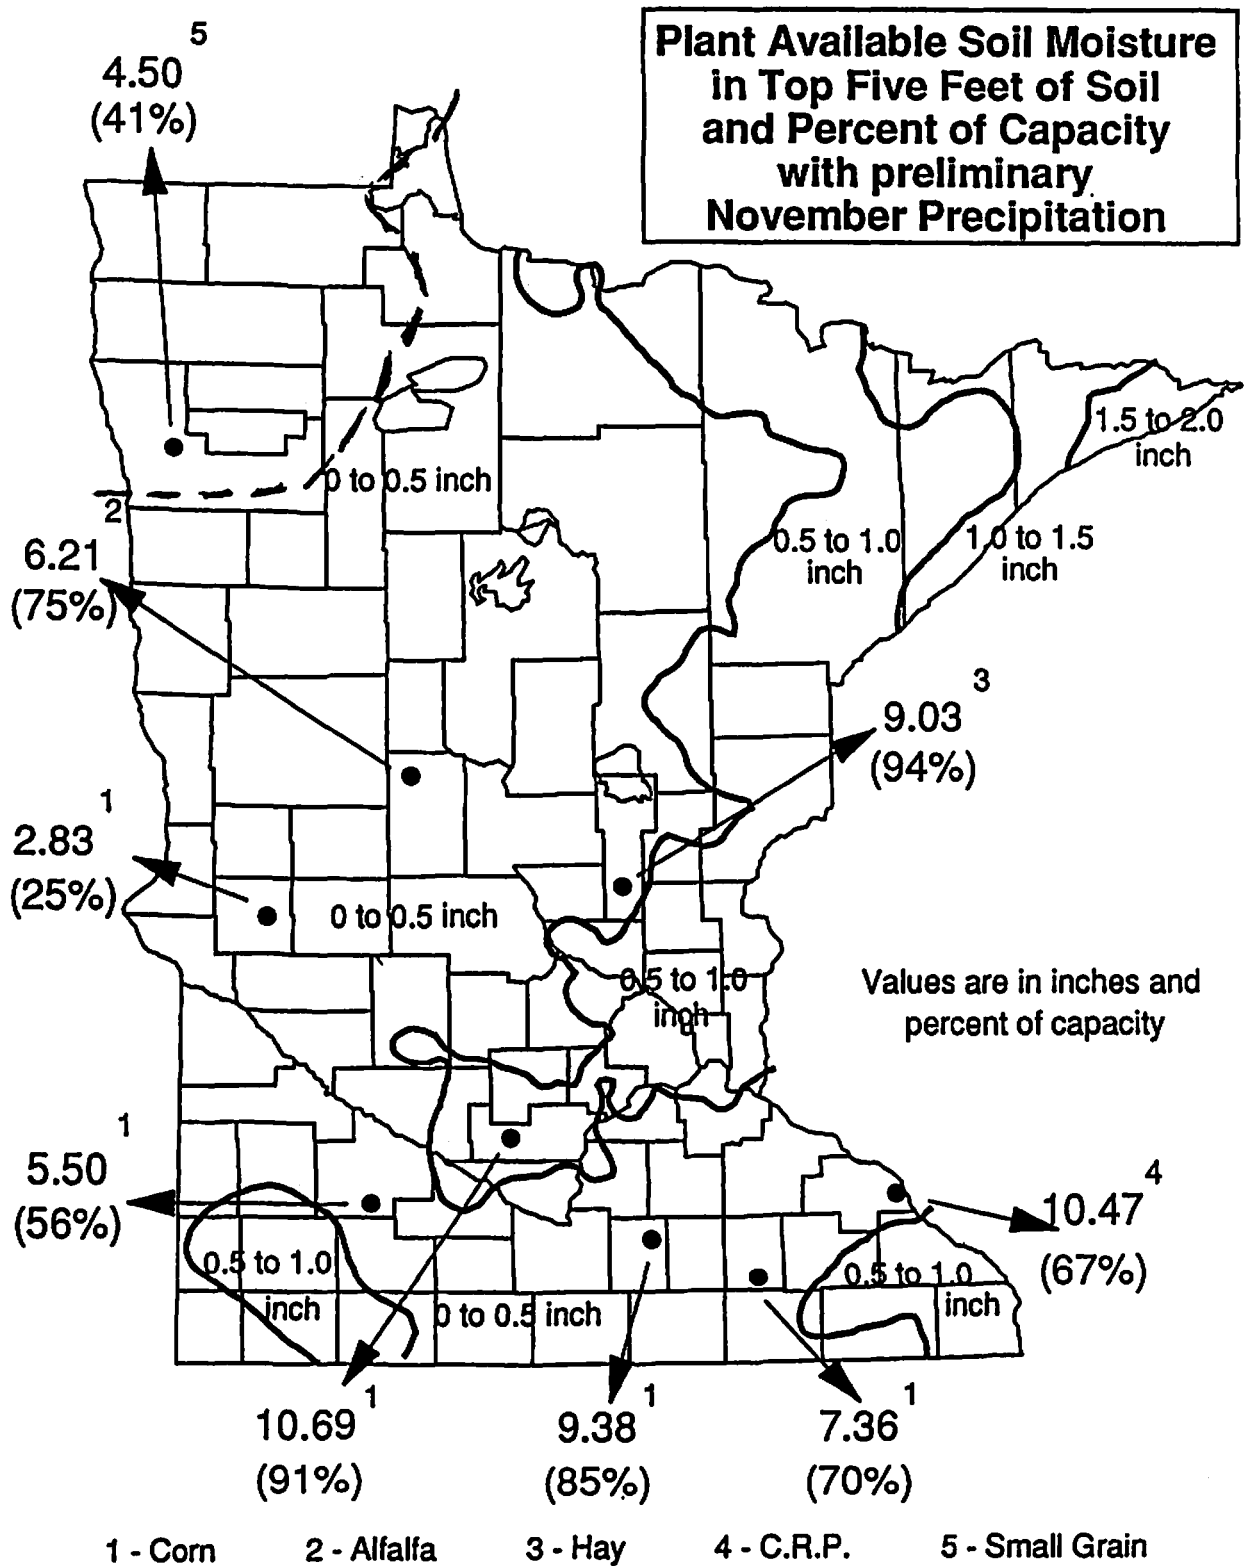 Plant Available Soil Moisture
in Top Five Feet of Soil
and Percent of Capacity
with preliminary
November Precipitation
5
4.50
(41%)
1.5 to 2.0
inch
0 to 0.5 inch
2
6.21
(75%)
0.5 to 1.0
inch
1.0 to 1.5
inch
3
9.03
(94%)
1
2.83
(25%)
0 to 0.5 inch
0.5 to 1.0
inch
Values are in inches and
percent of capacity
1
5.50
(56%)
4
10.47
(67%)
0.5 to 1.0
inch
0 to 0.5 inch
0.5 to 1.0
inch
1
10.69
(91%)
1
9.38
(85%)
1
7.36
(70%)
1 - Corn 2 - Alfalfa 3 - Hay 4 - C.R.P. 5 - Small Grain